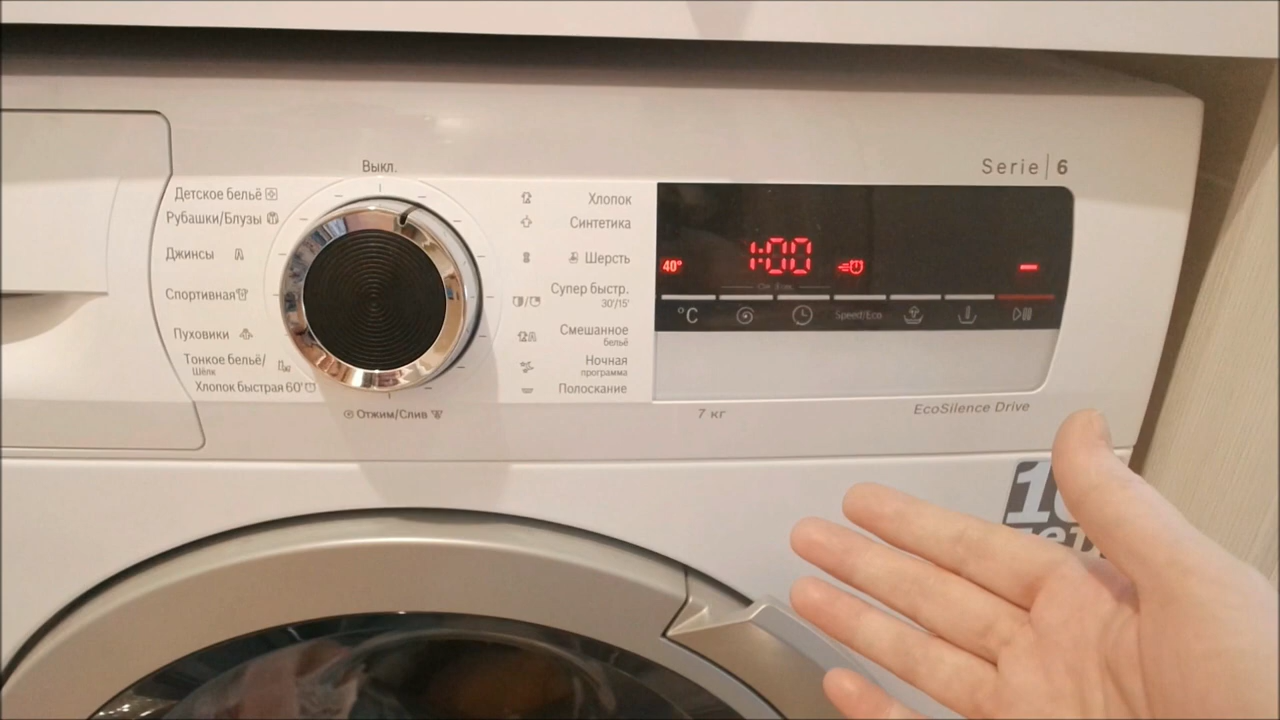 Выкл.
Детское бельё
Рубашки/Блузы
Джинсы
Спортивная
Пуховики
Тонкое бельё/
Шёлк
Хлопок быстрая 60'
Отжим/Слив
Хлопок
Синтетика
Шерсть
Супер быстр.
30'/15'
Смешанное
бельё
Ночная
программа
Полоскание
Serie 6
40°
1:00
°C
Speed/Eco
7 кг
EcoSilence Drive